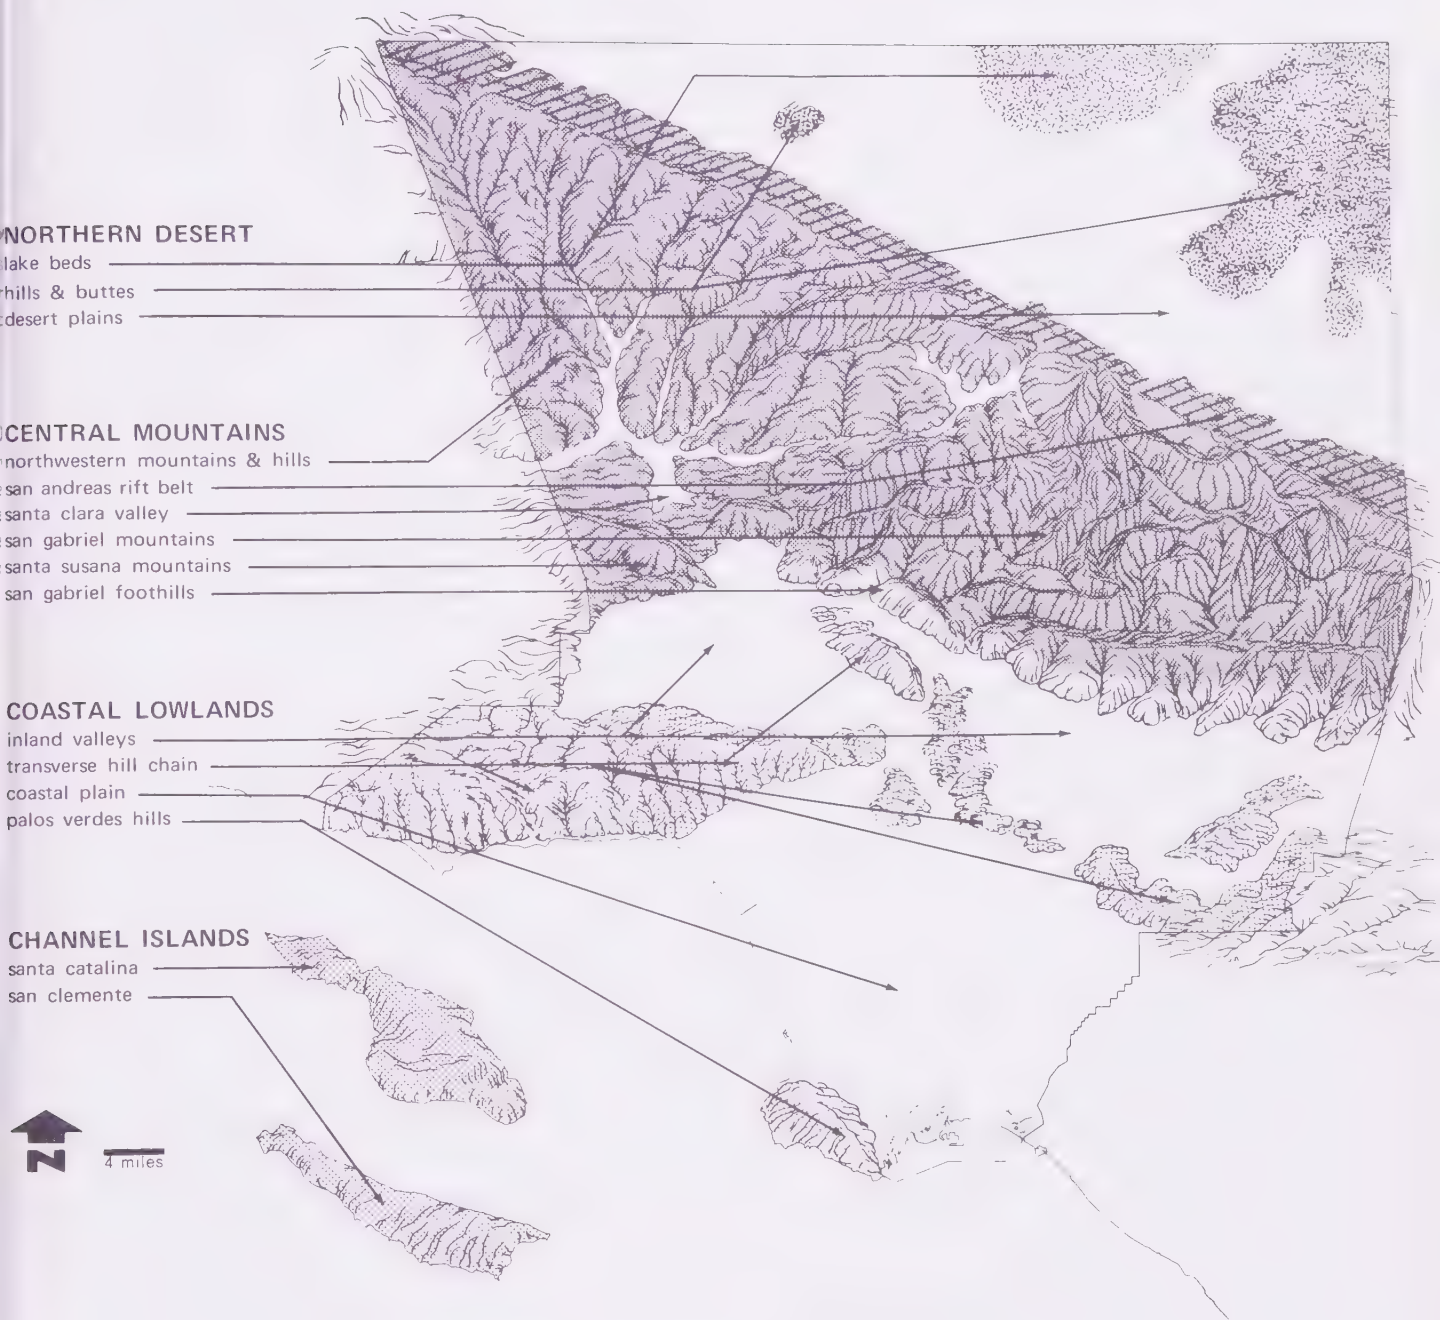 NORTHERN DESERT
lake beds
hills & buttes
desert plains
CENTRAL MOUNTAINS
northwestern mountains & hills
san andreas rift belt
santa clara valley
san gabriel mountains
santa susana mountains
san gabriel foothills
COASTAL LOWLANDS
inland valleys
transverse hill chain
coastal plain
palos verdes hills
CHANNEL ISLANDS
santa catalina
san clemente
N
4 miles